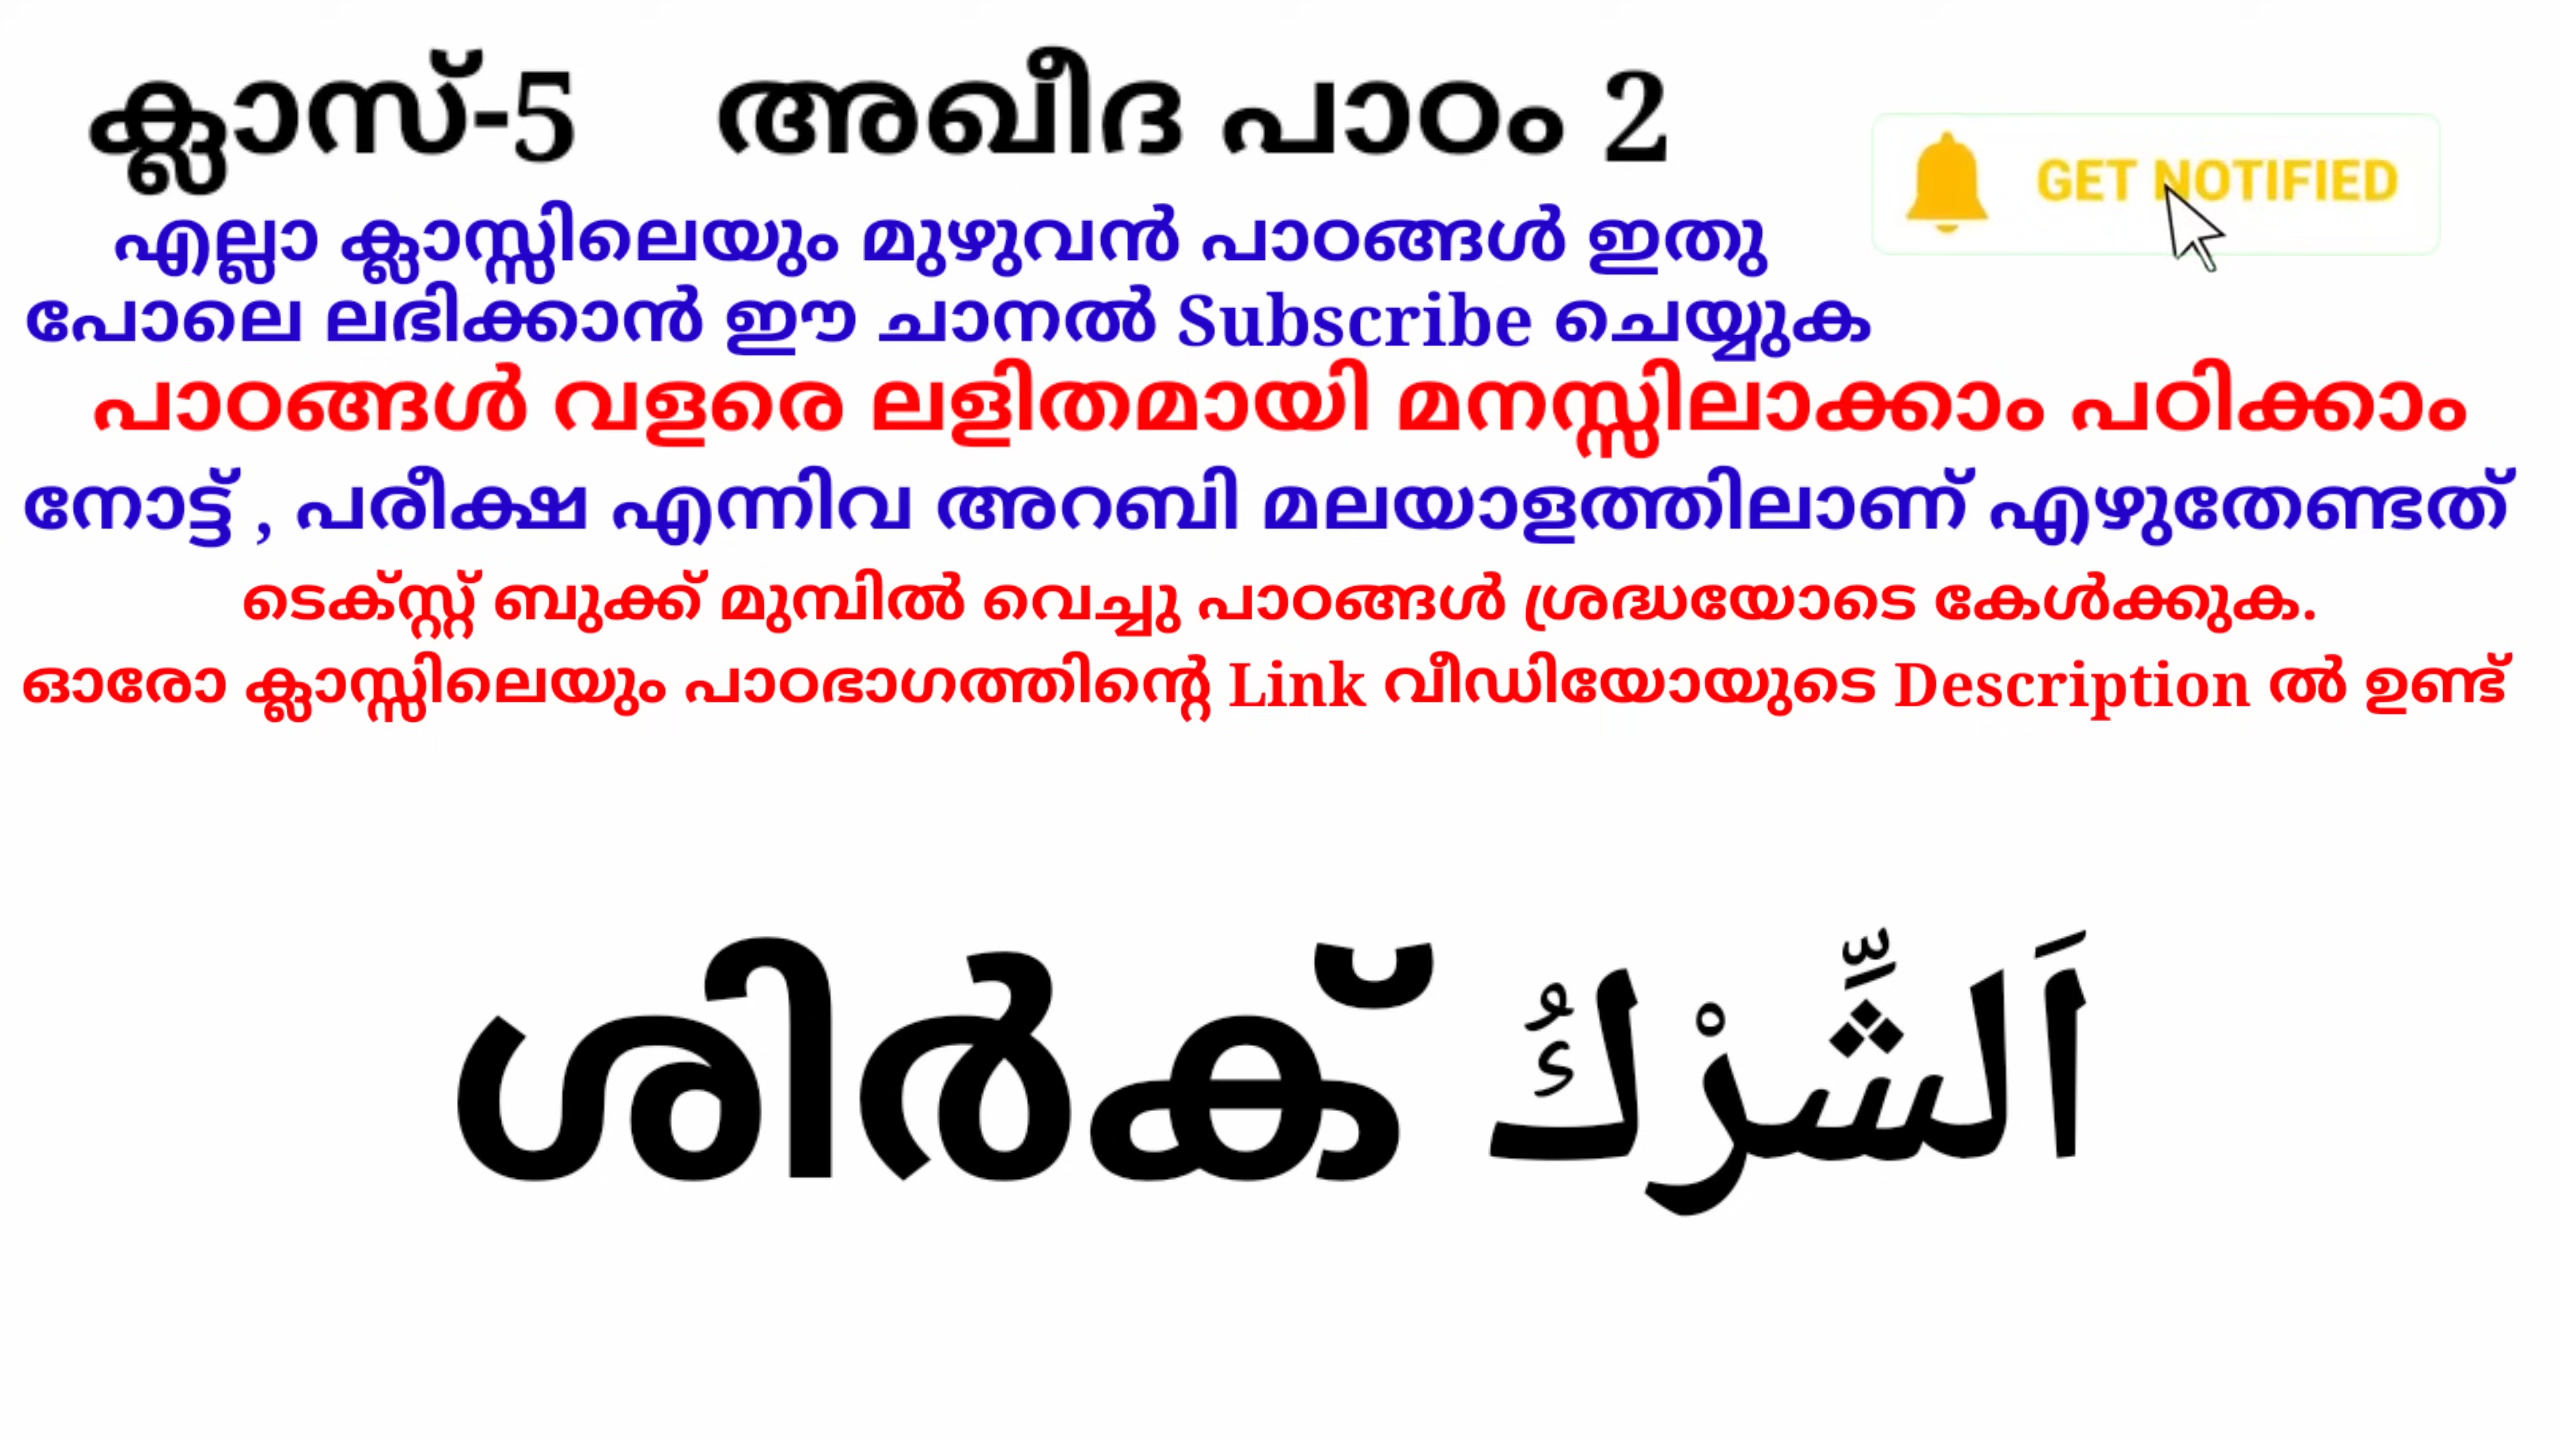 ക്ലാസ്-5 അഖീദ പാഠം 2
GET NOTIFIED
എല്ലാ ക്ലാസ്സിലെയും മുഴുവൻ പാഠങ്ങൾ ഇതു
പോലെ ലഭിക്കാൻ ഈ ചാനൽ Subscribe ചെയ്യുക
പാഠങ്ങൾ വളരെ ലളിതമായി മനസ്സിലാക്കാം പഠിക്കാം
നോട്ട് , പരീക്ഷ എന്നിവ അറബി മലയാളത്തിലാണ് എഴുതേണ്ടത്
ടെക്സ്റ്റ് ബുക്ക് മുമ്പിൽ വെച്ചു പാഠങ്ങൾ ശ്രദ്ധയോടെ കേൾക്കുക.
ഓരോ ക്ലാസ്സിലെയും പാഠഭാഗത്തിന്റെ Link വീഡിയോയുടെ Description ൽ ഉണ്ട്
ശിർക് اَلشِّرْكُ